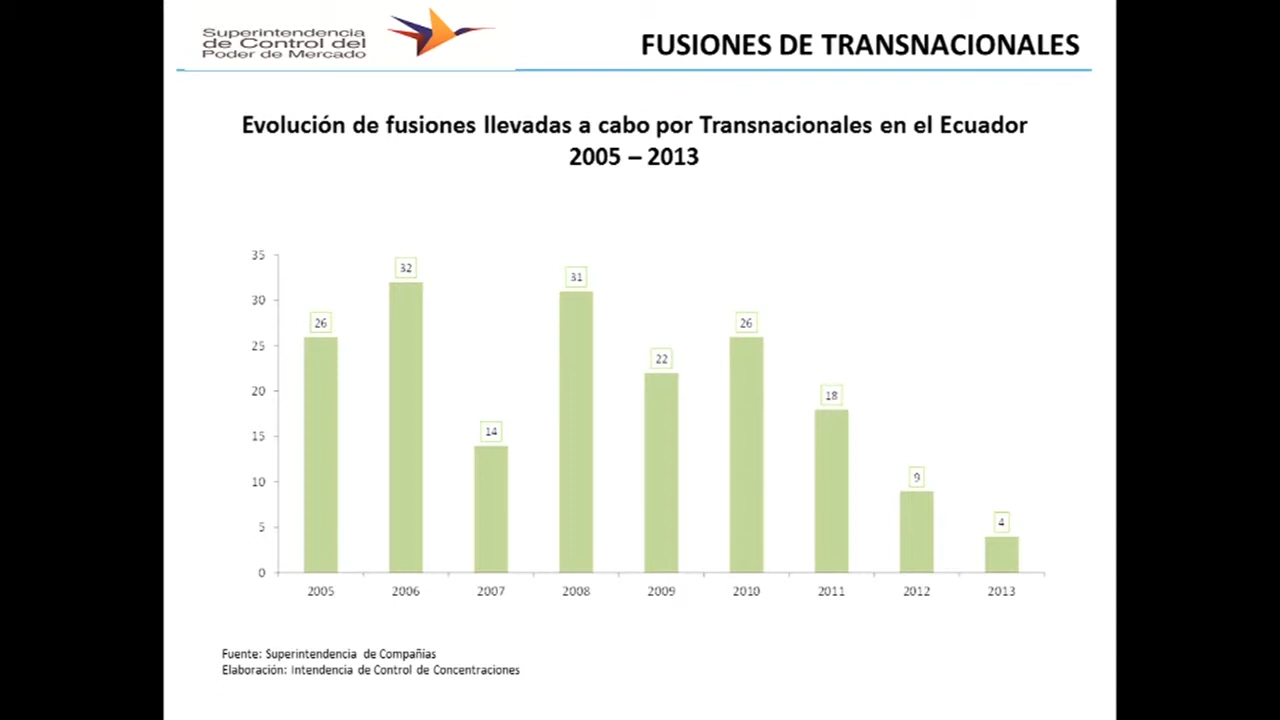 Superintendencia
de Control del
Poder de Mercado
FUSIONES DE TRANSNACIONALES
Evolución de fusiones llevadas a cabo por Transnacionales en el Ecuador
2005 – 2013
35
30
25
20
15
10
5
0
26
32
14
31
22
26
18
9
4
2005 2006 2007 2008 2009 2010 2011 2012 2013
Fuente: Superintendencia de Compañias
Elaboración: Intendencia de Control de Concentraciones